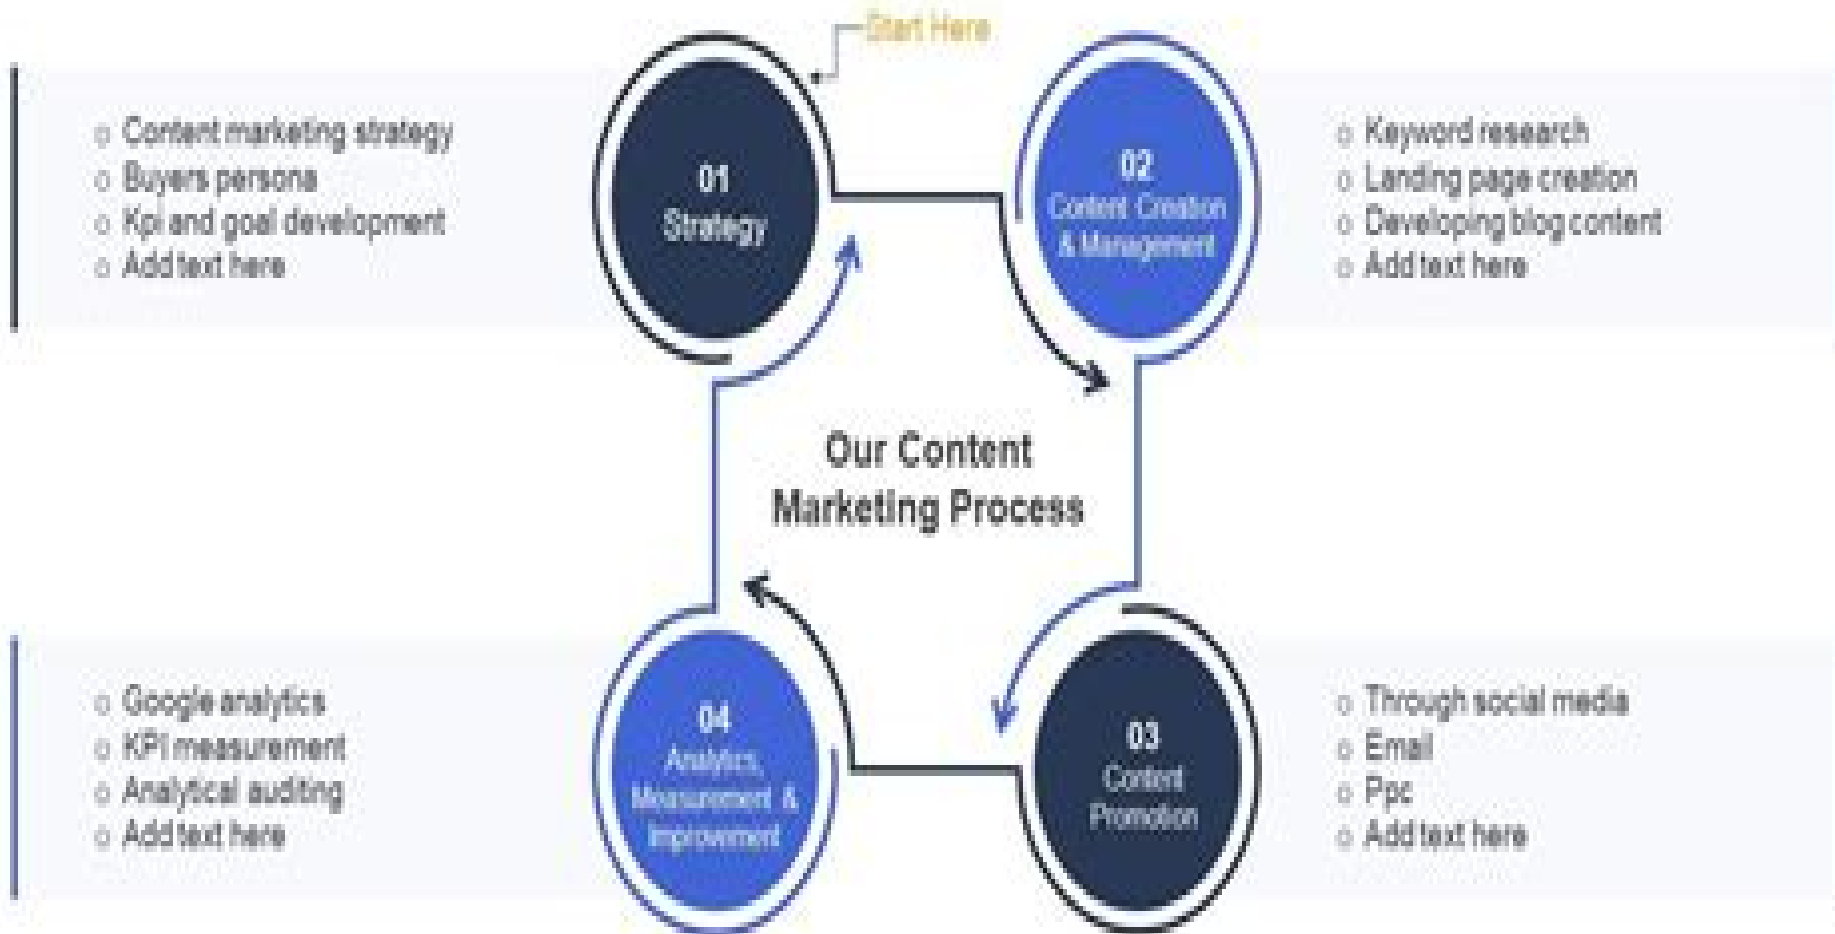 Start Here
Content marketing strategy
Buyers persona
Kpi and goal development
Add text here
01
Strategy
02
Content Creation
& Management
Keyword research
Landing page creation
Developing blog content
Add text here
Our Content
Marketing Process
Google analytics
KPI measurement
Analytical auditing
Add text here
04
Analytics,
Measurement &
Improvement
03
Content
Promotion
Through social media
Email
Ppc
Add text here